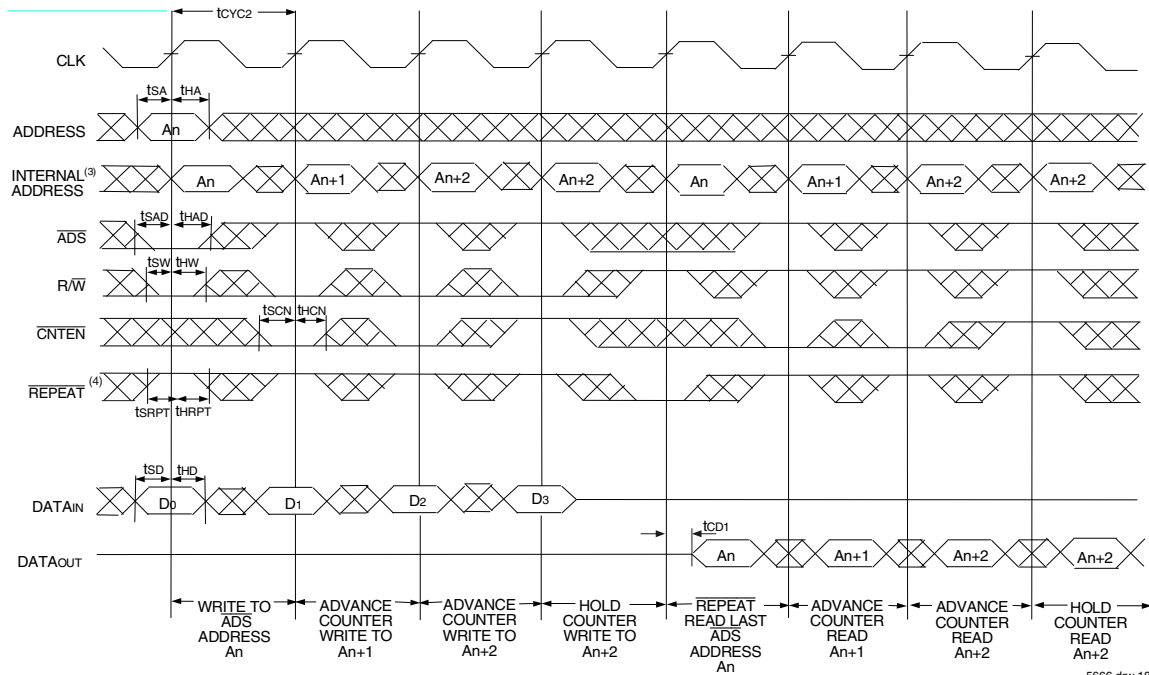 tCYC2
CLK
tSA tHA
ADDRESS An
INTERNAL(3)
ADDRESS
An An+1 An+2 An+2 An An+1 An+2 An+2
tSAD tHAD
ADS
tSW tHW
R/W
tSCN tHCN
CNTEN
REPEAT (4)
tSRPT tHRPT
tSD tHD
DATAIN D0 D1 D2 D3
tCD1
DATAOUT An An+1 An+2 An+2
WRITE TO
ADS
ADDRESS
An
ADVANCE
COUNTER
WRITE TO
An+1
ADVANCE
COUNTER
WRITE TO
An+2
HOLD
COUNTER
WRITE TO
An+2
REPEAT
READ LAST
ADS
ADDRESS
An
ADVANCE
COUNTER
READ
An+1
ADVANCE
COUNTER
READ
An+2
HOLD
COUNTER
READ
An+2